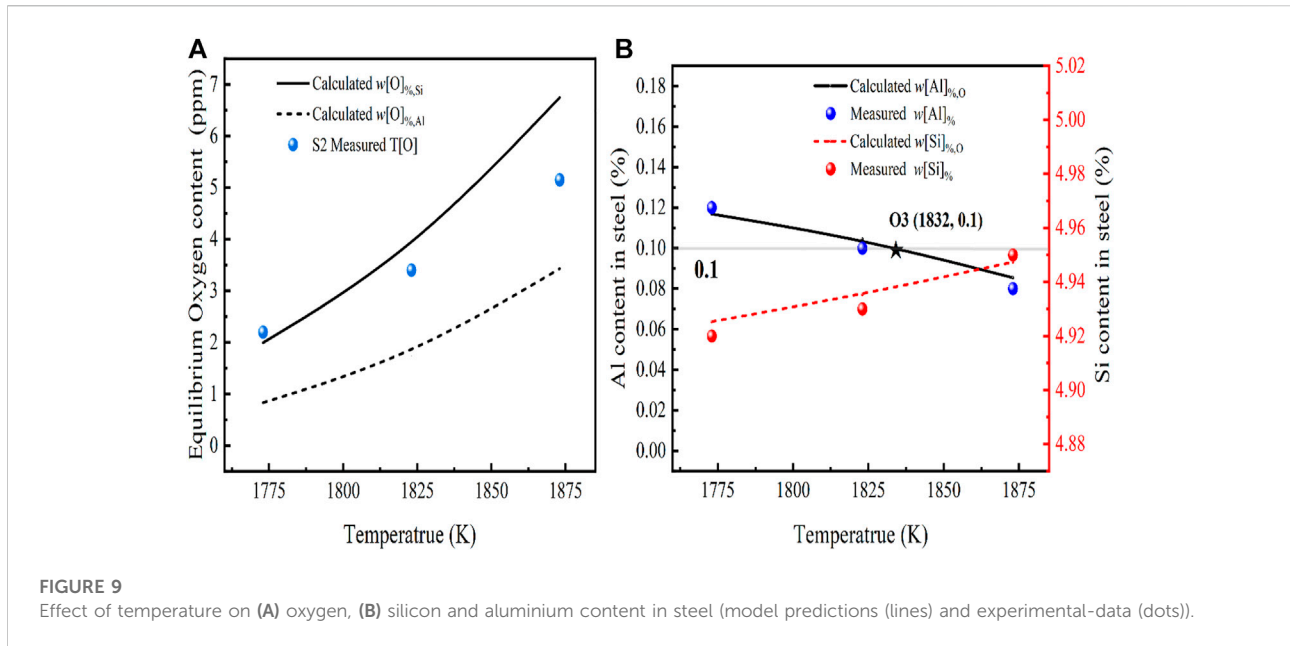 A
Equilibrium Oxygen content (ppm)
7
6
5
4
3
2
1
0
Calculated w[O]%,Si
Calculated w[O]%,Al
S2 Measured T[O]
1775 1800 1825 1850 1875
Temperatrue (K)
B
Al content in steel (%)
0.18
0.16
0.14
0.12
0.10
0.08
0.06
0.04
0.02
0.00
Calculated w[Al]%,O
Measured w[Al]%
Calculated w[Si]%,O
Measured w[Si]%
O3 (1832, 0.1)
0.1
5.02
5.00
4.98
4.96
4.94
4.92
4.90
4.88
Si content in steel (%)
1775 1800 1825 1850 1875
Temperatrue (K)
FIGURE 9
Effect of temperature on (A) oxygen, (B) silicon and aluminium content in steel (model predictions (lines) and experimental-data (dots)).